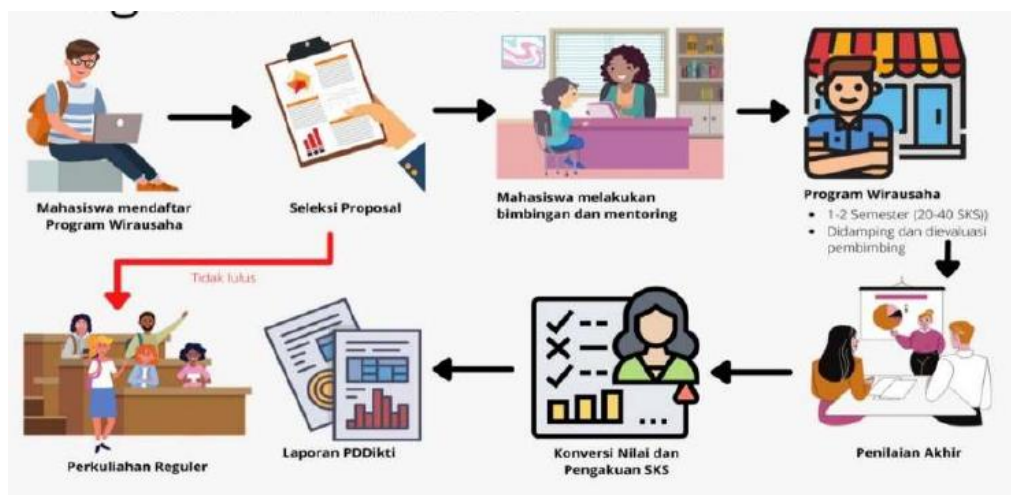 Mahasiswa mendaftar
Program Wirausaha
Seleksi Proposal
Mahasiswa melakukan
bimbingan dan mentoring
Program Wirausaha
• 1-2 Semester (20-40 SKS))
• Didamping dan dievaluasi
pembimbing
Tidak lulus
Perkuliahan Reguler
Laporan PDDikti
Konversi Nilai dan
Pengakuan SKS
Penilaian Akhir